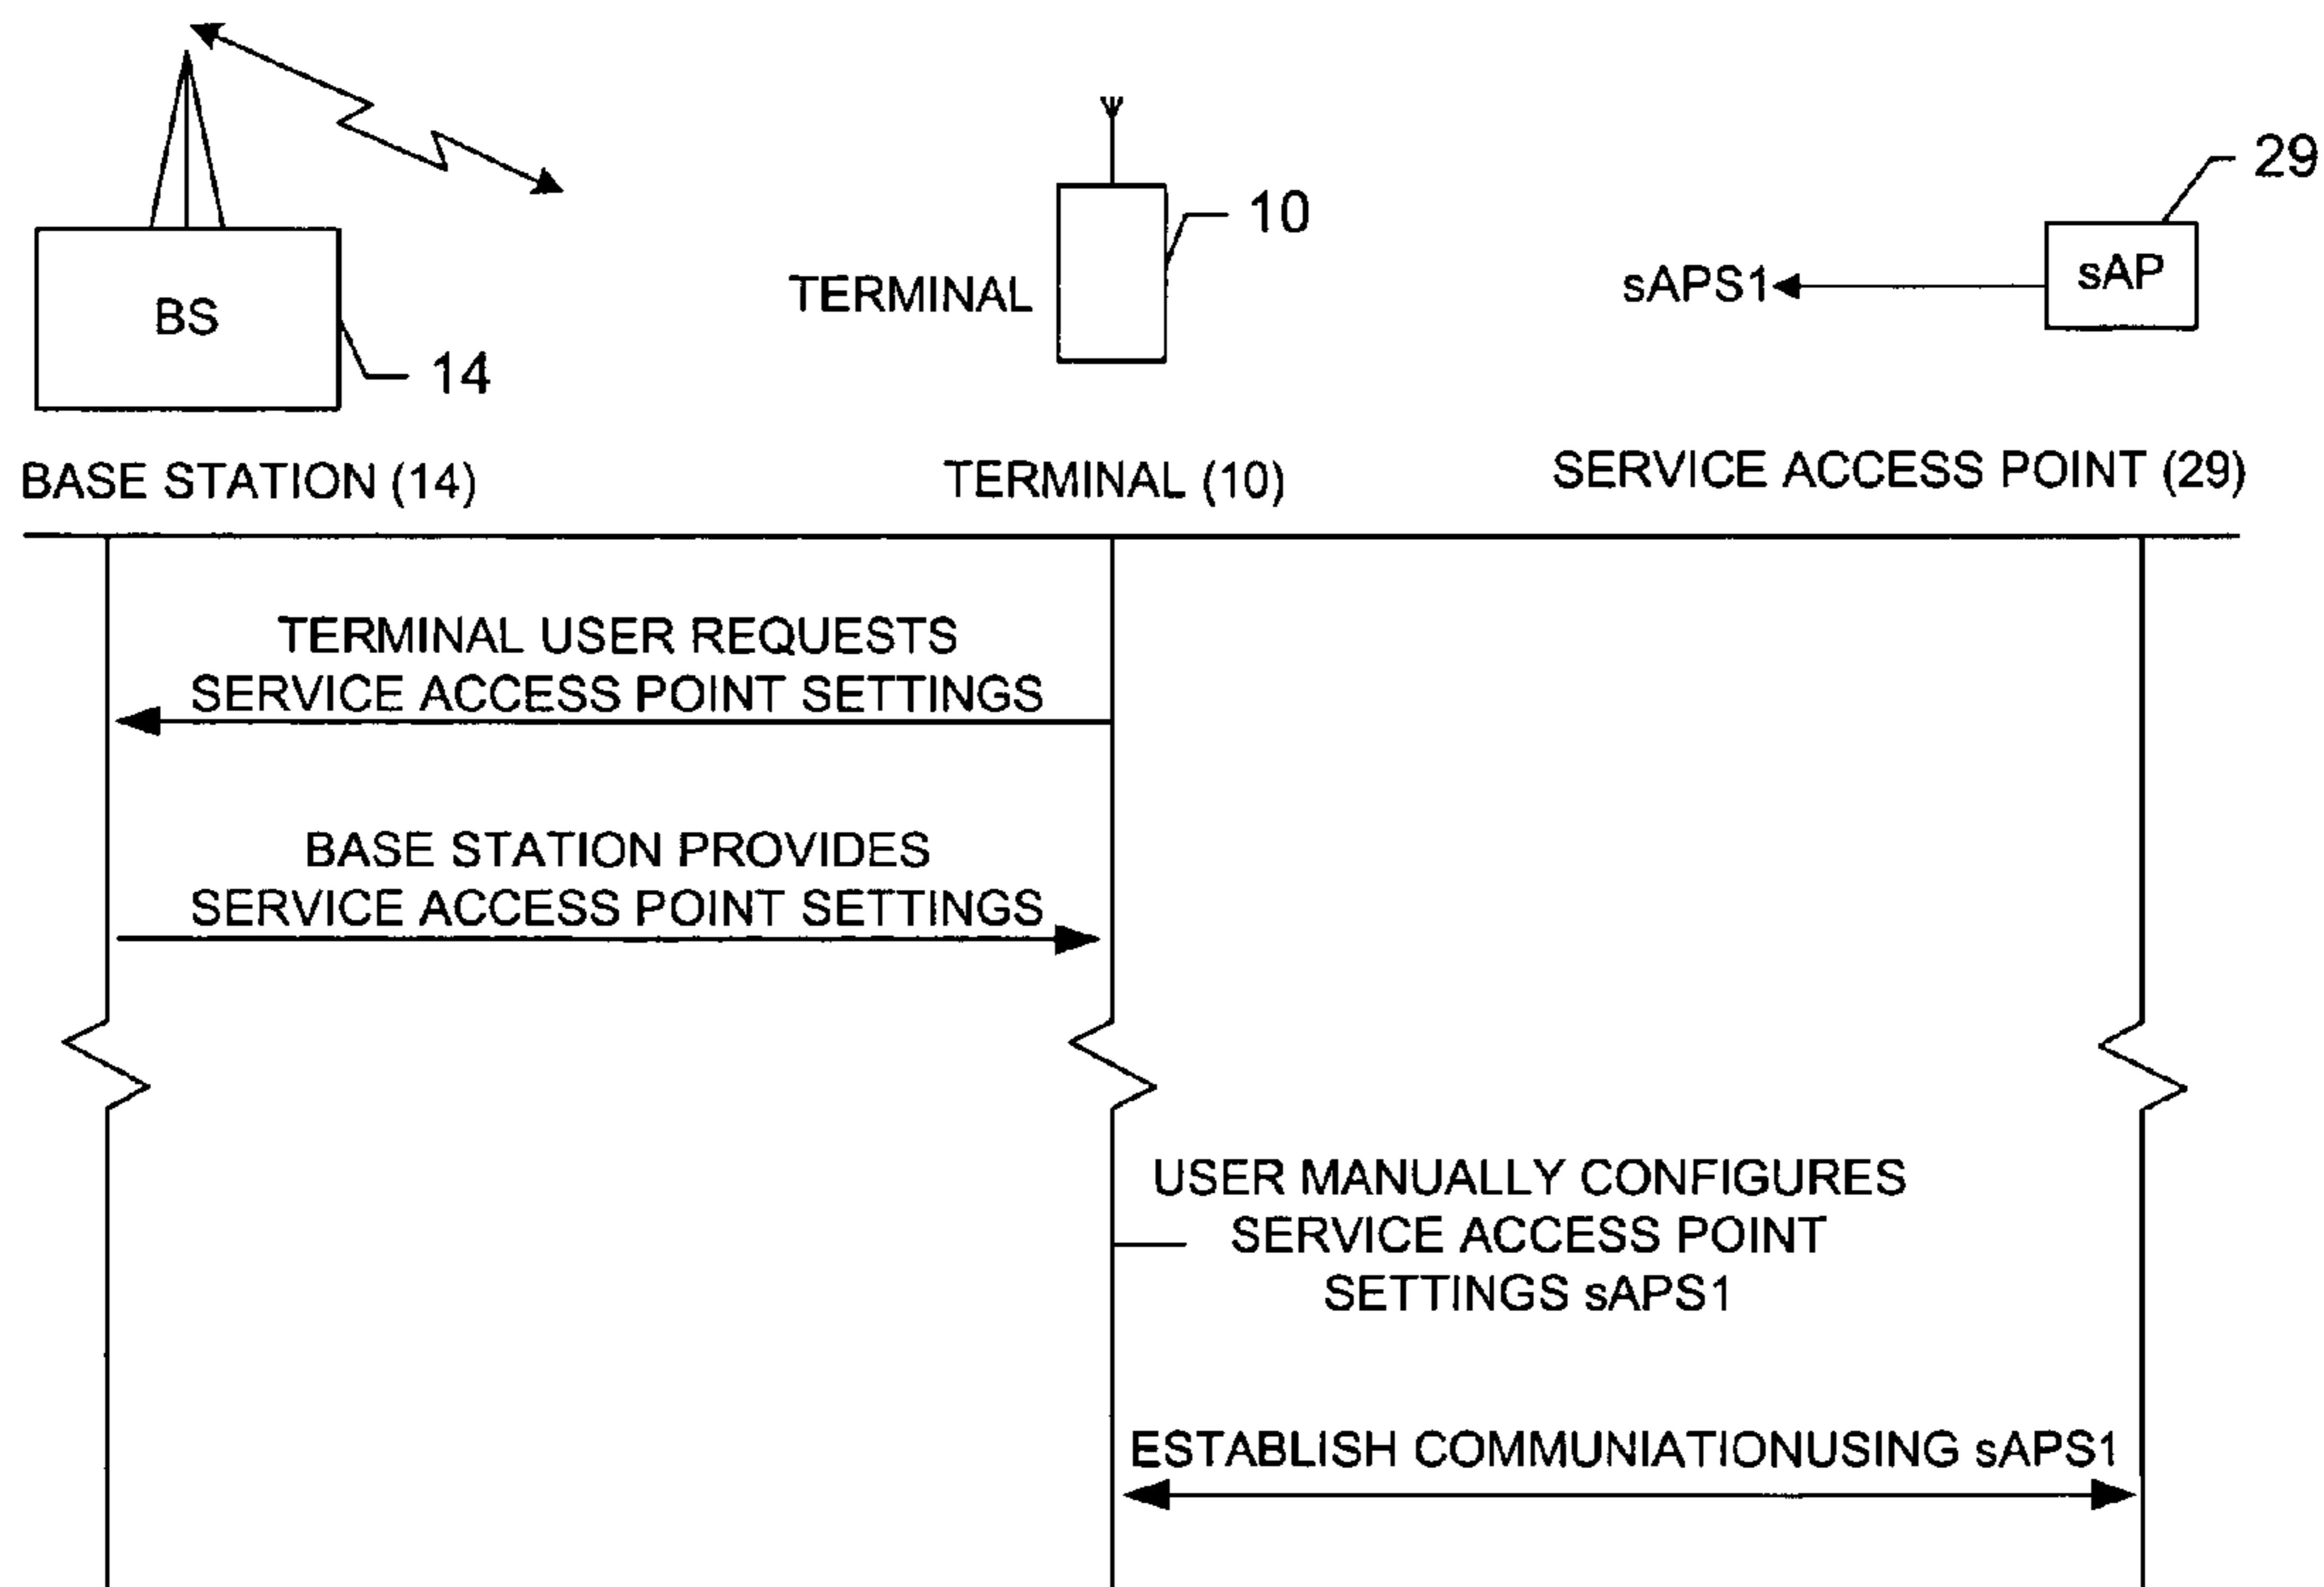 29
10
TERMINAL
sAPS1
sAP
BS
14
BASE STATION (14)
TERMINAL (10)
SERVICE ACCESS POINT (29)
TERMINAL USER REQUESTS
SERVICE ACCESS POINT SETTINGS
BASE STATION PROVIDES
SERVICE ACCESS POINT SETTINGS
USER MANUALLY CONFIGURES
SERVICE ACCESS POINT
SETTINGS sAPS1
ESTABLISH COMMUNIATIONUSING sAPS1